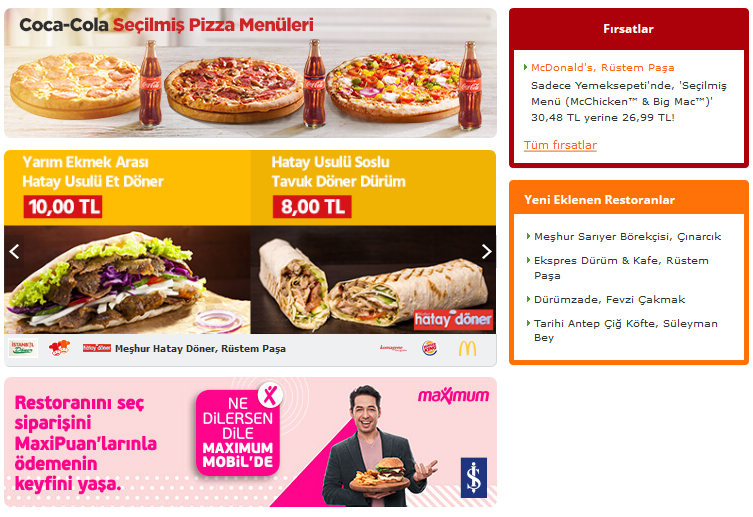 Coca-Cola Seçilmiş Pizza Menüleri
Yarım Ekmek Arası
Hatay Usulü Et Döner
10,00 TL
Hatay Usulü Soslu
Tavuk Döner Dürüm
8,00 TL
hatay döner
İSTANBUL
Döner
hatay döner
Meşhur Hatay Döner, Rüstem Paşa
BURGER
KING
Restoranını seç
siparişini
MaxiPuan'larınla
ödemenin
keyfini yaşa.
NE
DİLERSEN
DİLE
MAXIMUM
MOBİL'DE
maximum
Fırsatlar
McDonald's, Rüstem Paşa
Sadece Yemeksepeti'nde, 'Seçilmiş
Menü (McChicken™ & Big Mac™)'
30,48 TL yerine 26,99 TL!
Tüm fırsatlar
Yeni Eklenen Restoranlar
Meşhur Sarıyer Börekçisi, Çınarcık
Ekspres Dürüm & Kafe, Rüstem
Paşa
Dürümzade, Fevzi Çakmak
Tarihi Antep Çiğ Köfte, Süleyman
Bey